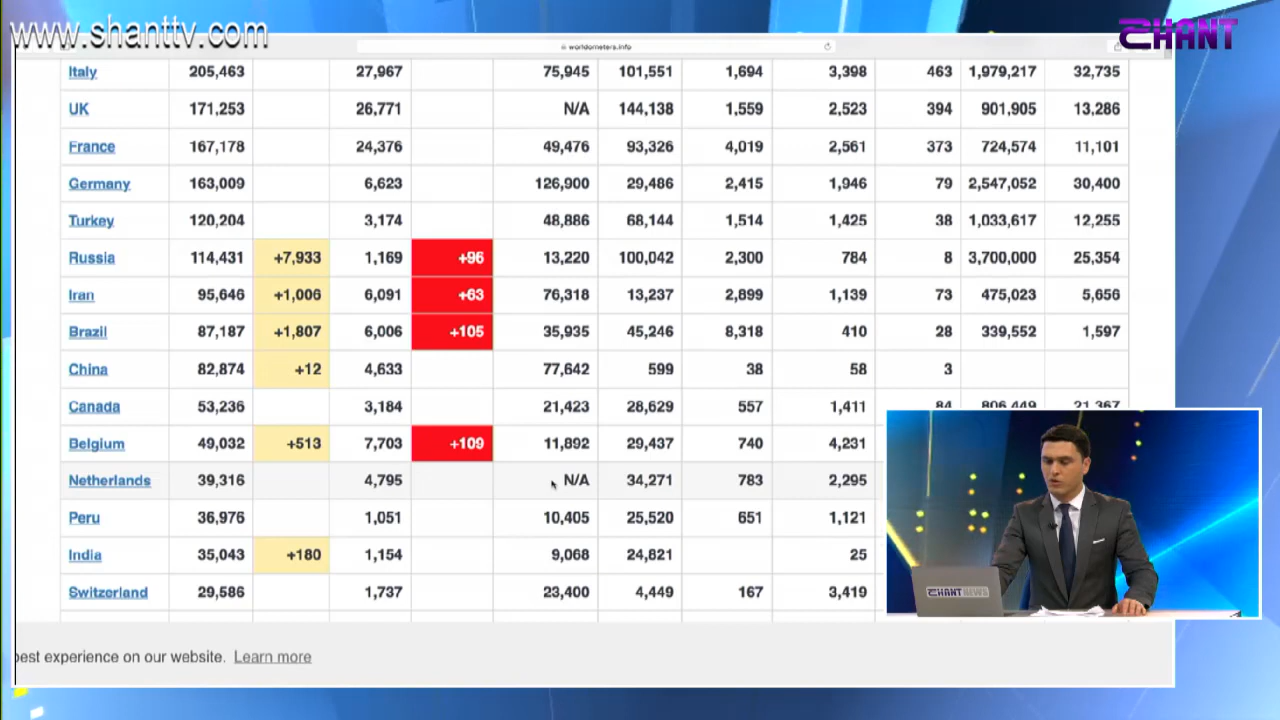 www.shanttv.com
SHANT
worldometers.info
Italy 205,463 27,967 75,945 101,551 1,694 3,398 463 1,979,217 32,735
UK 171,253 26,771 N/A 144,138 1,559 2,523 394 901,905 13,286
France 167,178 24,376 49,476 93,326 4,019 2,561 373 724,574 11,101
Germany 163,009 6,623 126,900 29,486 2,415 1,946 79 2,547,052 30,400
Turkey 120,204 3,174 48,886 68,144 1,514 1,425 38 1,033,617 12,255
Russia 114,431 +7,933 1,169 +96 13,220 100,042 2,300 784 8 3,700,000 25,354
Iran 95,646 +1,006 6,091 +63 76,318 13,237 2,899 1,139 73 475,023 5,656
Brazil 87,187 +1,807 6,006 +105 35,935 45,246 8,318 410 28 339,552 1,597
China 82,874 +12 4,633 77,642 599 38 58 3
Canada 53,236 3,184 21,423 28,629 557 1,411 84 806,449 21,367
Belgium 49,032 +513 7,703 +109 11,892 29,437 740 4,231
Netherlands 39,316 4,795 N/A 34,271 783 2,295
Peru 36,976 1,051 10,405 25,520 651 1,121
India 35,043 +180 1,154 9,068 24,821 25
Switzerland 29,586 1,737 23,400 4,449 167 3,419
SHANT NEWS
best experience on our website. Learn more